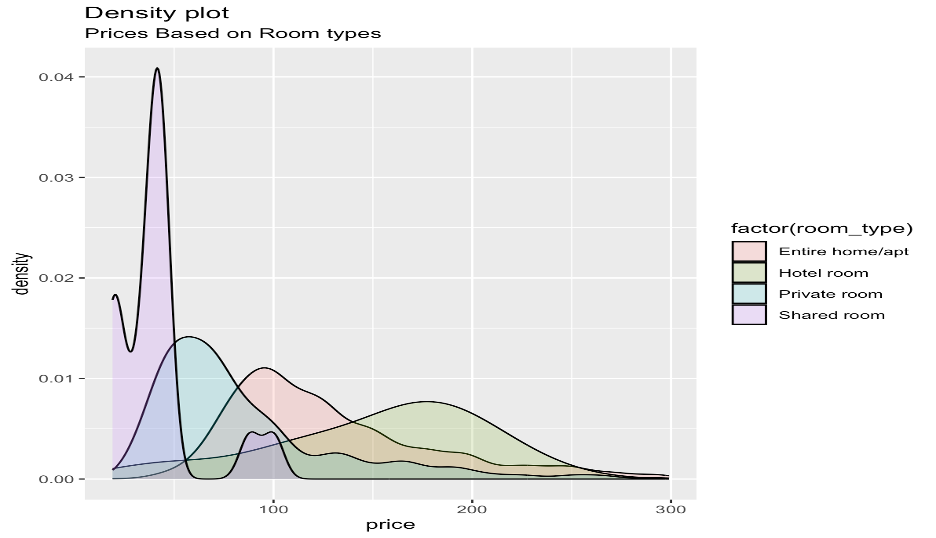 Density plot
Prices Based on Room types
0.04
0.03
0.02
0.01
0.00
density
100
200
300
price
factor(room_type)
Entire home/apt
Hotel room
Private room
Shared room